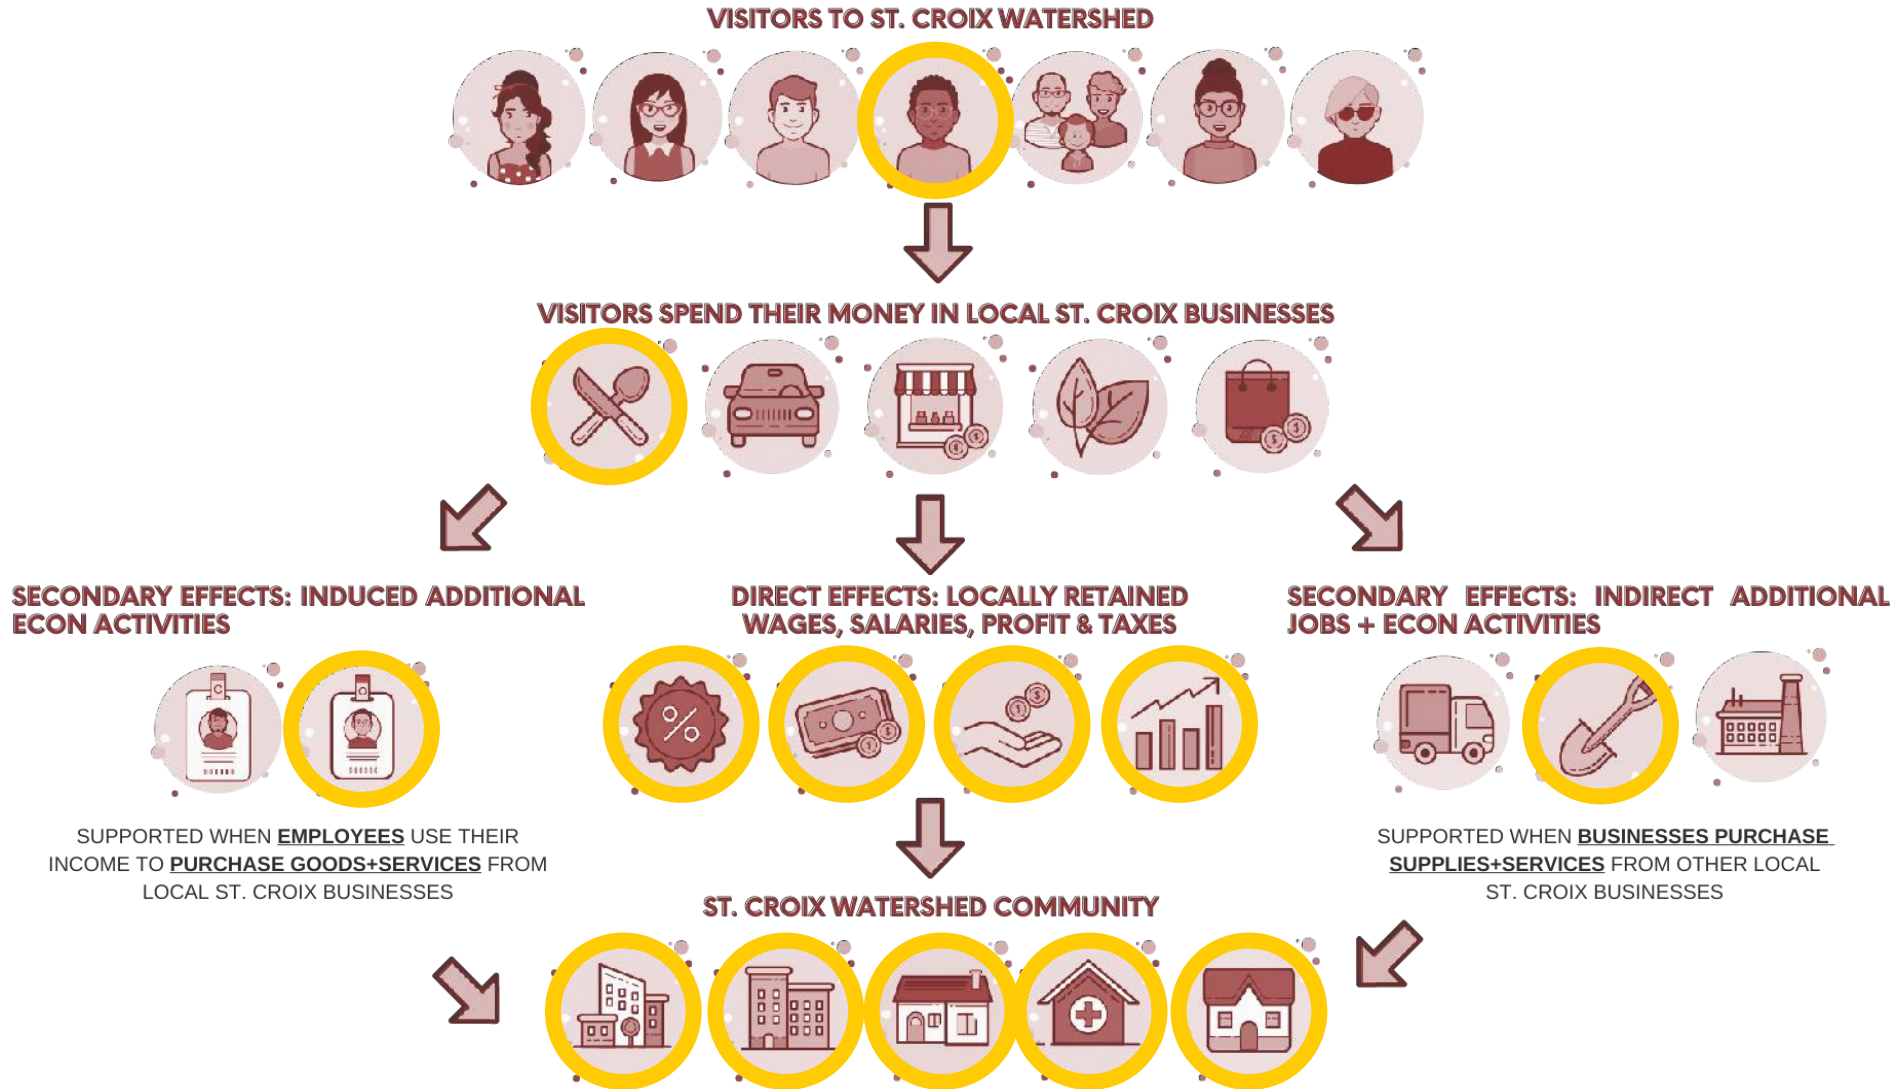 VISITORS TO ST. CROIX WATERSHED
VISITORS SPEND THEIR MONEY IN LOCAL ST. CROIX BUSINESSES
SECONDARY EFFECTS: INDUCED ADDITIONAL
ECON ACTIVITIES
SUPPORTED WHEN EMPLOYEES USE THEIR
INCOME TO PURCHASE GOODS+SERVICES FROM
LOCAL ST. CROIX BUSINESSES
DIRECT EFFECTS: LOCALLY RETAINED
WAGES, SALARIES, PROFIT & TAXES
SECONDARY EFFECTS: INDIRECT ADDITIONAL
JOBS + ECON ACTIVITIES
SUPPORTED WHEN BUSINESSES PURCHASE
SUPPLIES+SERVICES FROM OTHER LOCAL
ST. CROIX BUSINESSES
ST. CROIX WATERSHED COMMUNITY